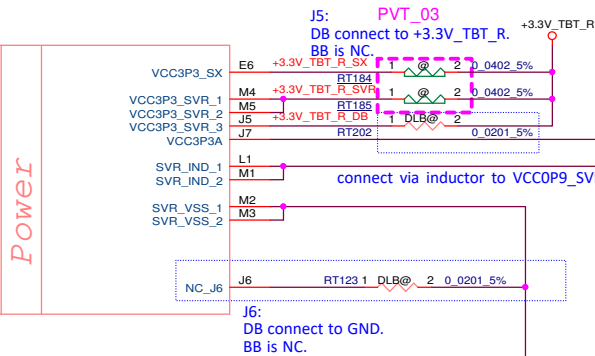 J5:
PVT_03
DB connect to +3.3V_TBT_R.
BB is NC.
+3.3V_TBT_R
VCC3P3_SX E6 +3.3V_TBT_R_SX 1 @ 2 0_0402_5%
RT184
VCC3P3_SVR_1 M4 +3.3V_TBT_R_SVR 1 @ 2 0_0402_5%
VCC3P3_SVR_2 M5 RT185
VCC3P3_SVR_3 J5 +3.3V_TBT_R_DB 1 DLB@ 2
VCC3P3A J7 RT202 0_0201_5%
SVR_IND_1 L1
SVR_IND_2 M1
connect via inductor to VCC0P9_SV
SVR_VSS_1 M2
SVR_VSS_2 M3
Power
NC_J6 J6 RT123 1 DLB@ 2 0_0201_5%
J6:
DB connect to GND.
BB is NC.